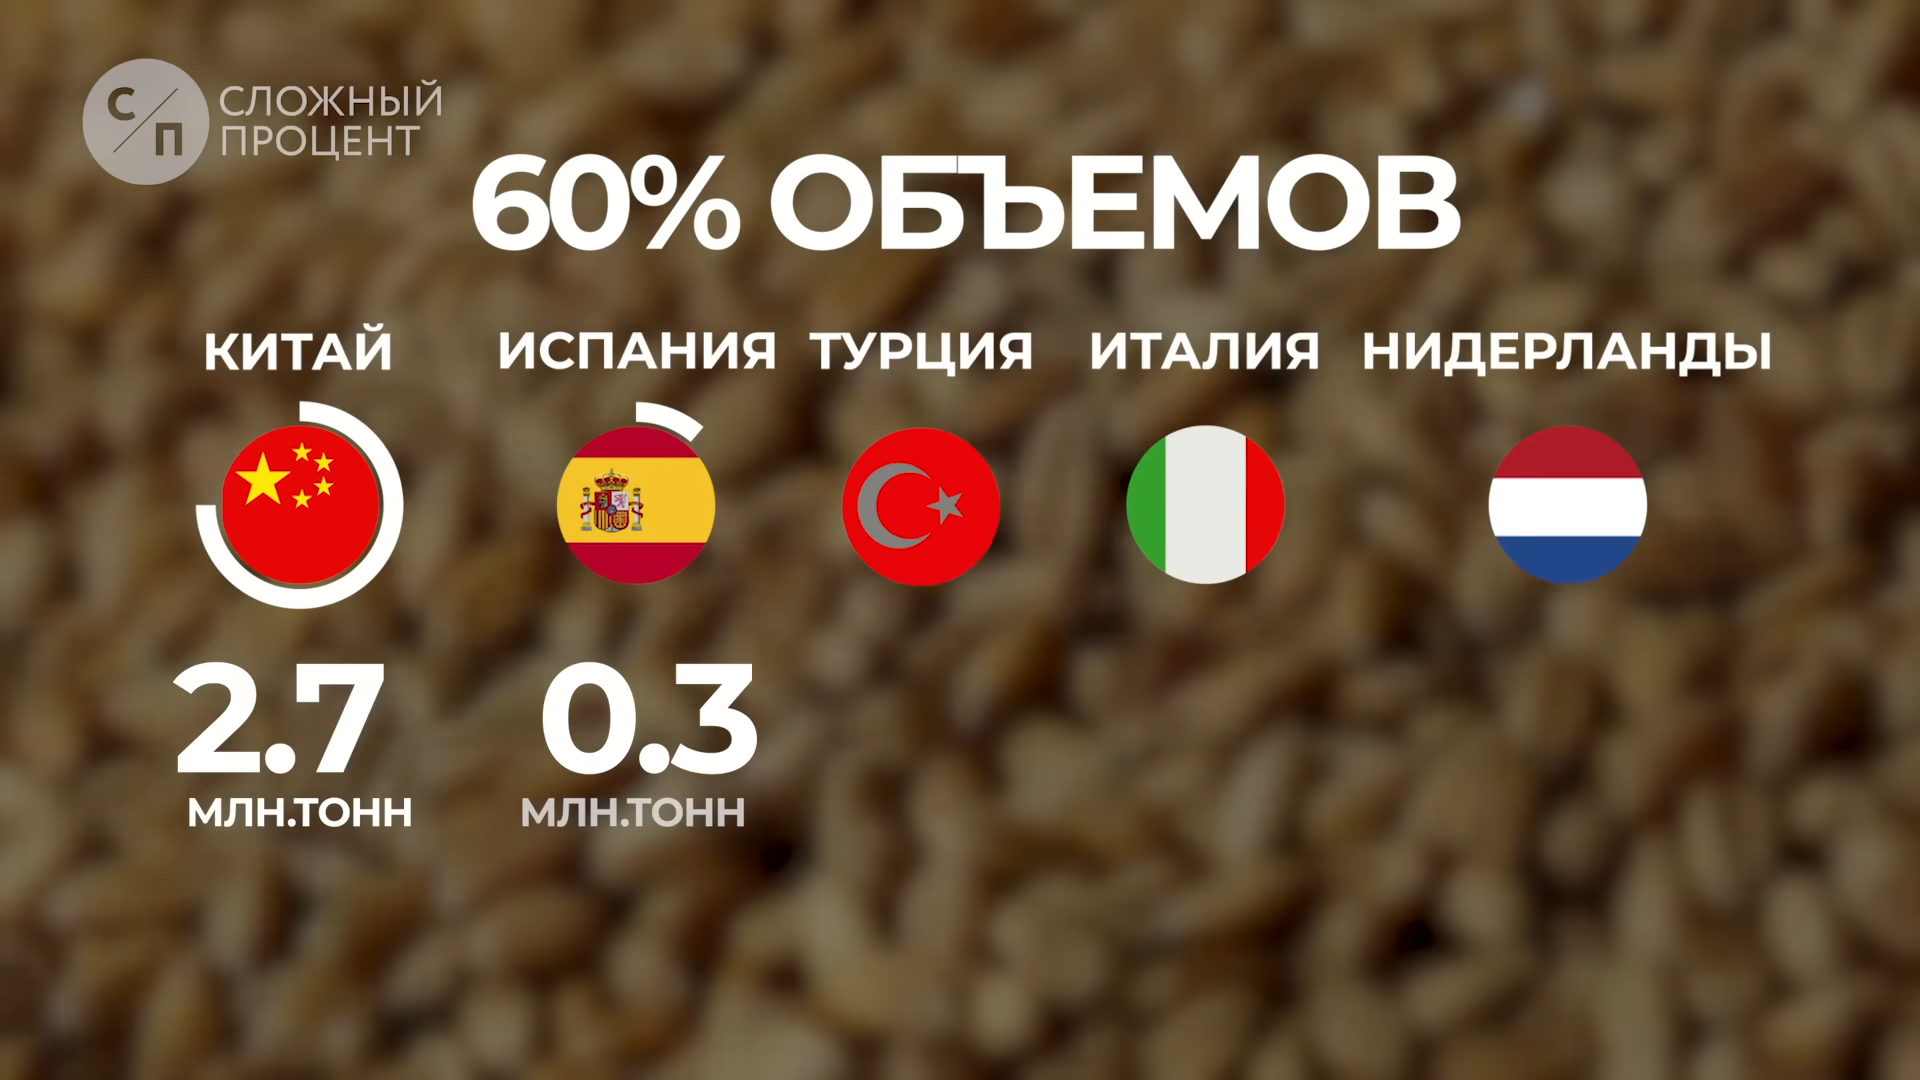 СЛОЖНЫЙ
ПРОЦЕНТ
С/П
60% ОБЪЕМОВ
КИТАЙ ИСПАНИЯ ТУРЦИЯ ИТАЛИЯ НИДЕРЛАНДЫ
2.7 0.3
МЛН.ТОНН МЛН.ТОНН